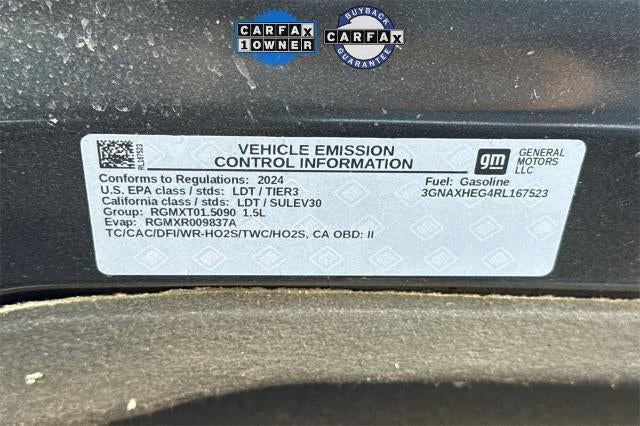 CARFAX
1 OWNER
BUYBACK
CARFAX
GUARANTEE
RL167523
VEHICLE EMISSION
CONTROL INFORMATION
gm
GENERAL
MOTORS
LLC
Conforms to Regulations: 2024
U.S. EPA class / stds: LDT / TIER3
California class / stds: LDT / SULEV30
Group: RGMXT01.5090 1.5L
Evap: RGMXR009837A
TC/CAC/DFI/WR-HO2S/TWC/HO2S, CA OBD: II
Fuel: Gasoline
3GNAXHEG4RL167523